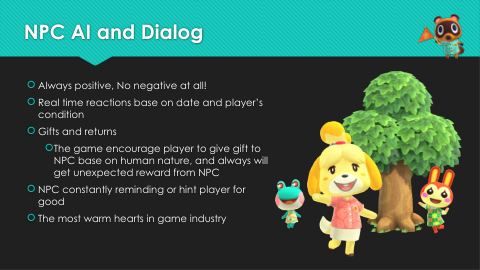 NPC AI and Dialog
Always positive, No negative at all!
Real time reactions base on date and player's
condition
Gifts and returns
The game encourage player to give gift to
NPC base on human nature, and always will
get unexpected reward from NPC
NPC constantly reminding or hint player for
good
The most warm hearts in game industry